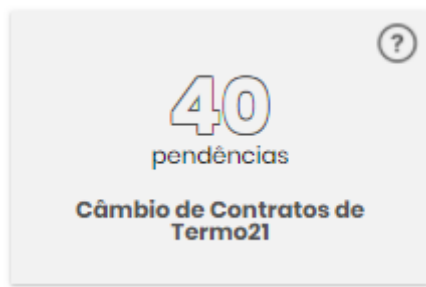 ?
40
pendências
Câmbio de Contratos de
Termo21